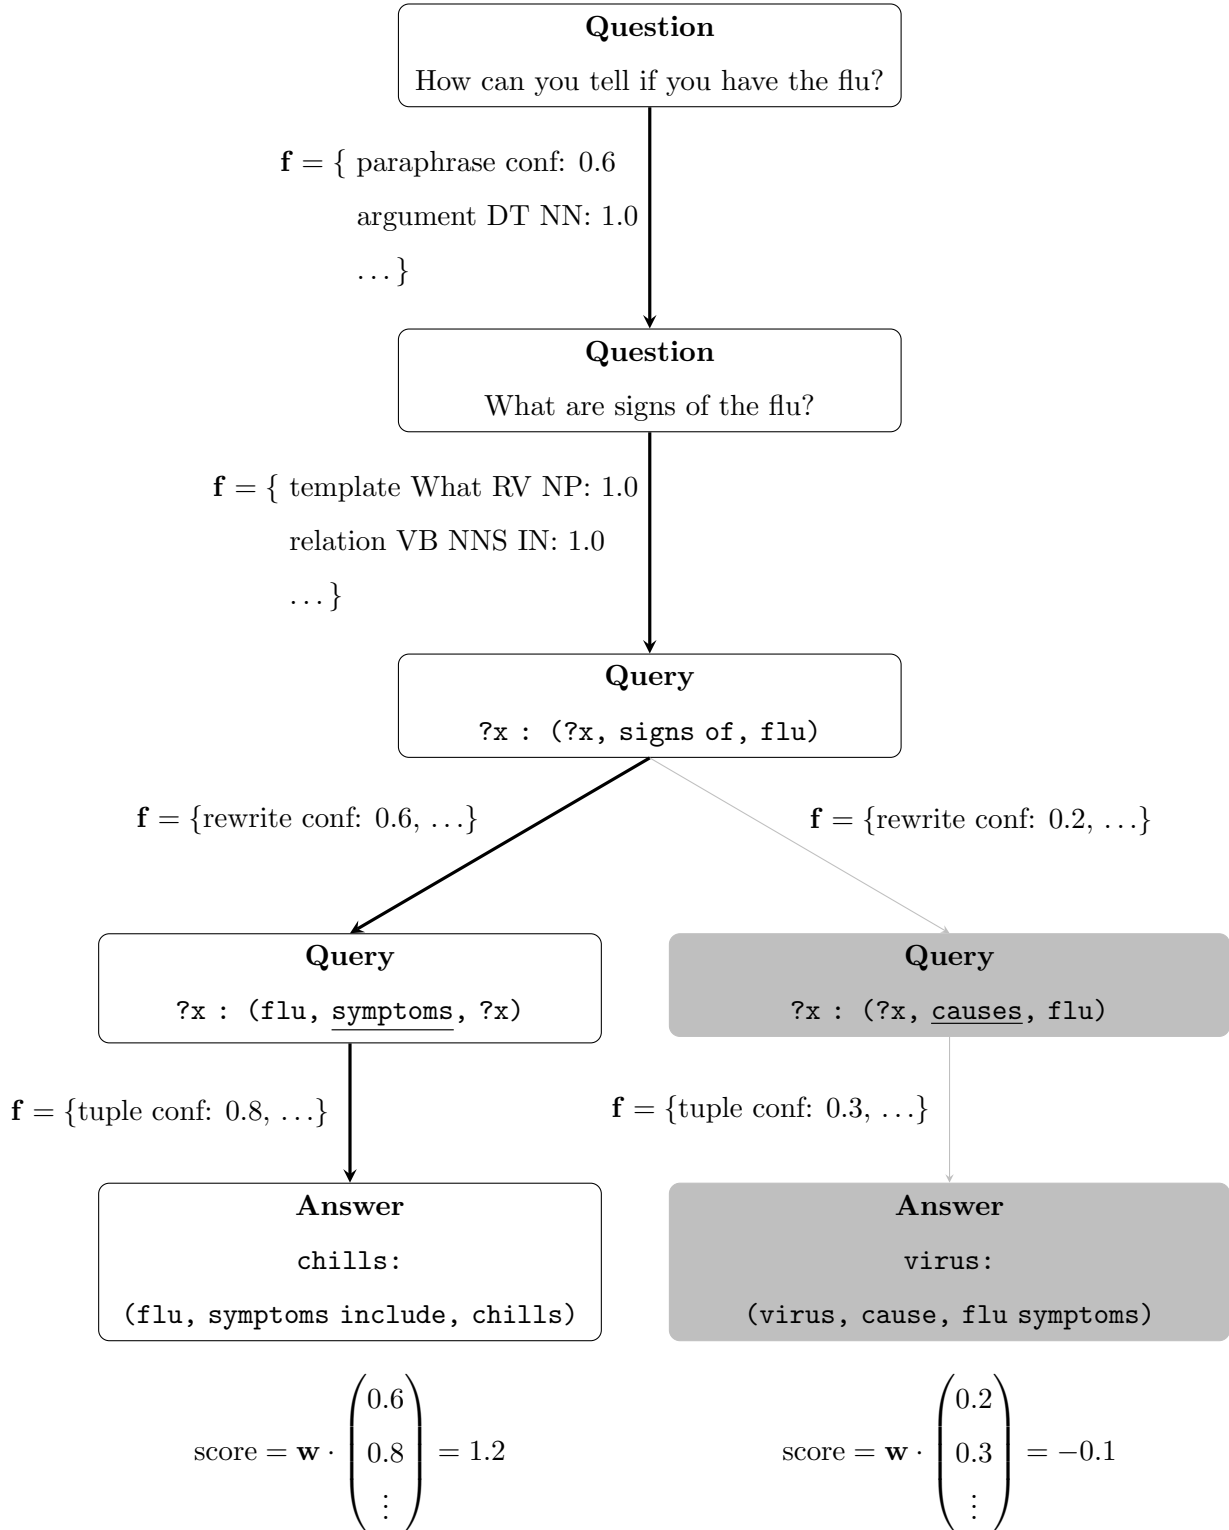 Question
How can you tell if you have the flu?
f = { paraphrase conf: 0.6
argument DT NN: 1.0
... }
Question
What are signs of the flu?
f = { template What RV NP: 1.0
relation VB NNS IN: 1.0
... }
Query
?x : (?x, signs of, flu)
f = {rewrite conf: 0.6, ...}
f = {rewrite conf: 0.2, ...}
Query
?x : (flu, symptoms, ?x)
Query
?x : (?x, causes, flu)
f = {tuple conf: 0.8, ...}
f = {tuple conf: 0.3, ...}
Answer
chills:
(flu, symptoms include, chills)
Answer
virus:
(virus, cause, flu symptoms)
score = w · (0.6 0.8 ⋮) = 1.2
score = w · (0.2 0.3 ⋮) = −0.1